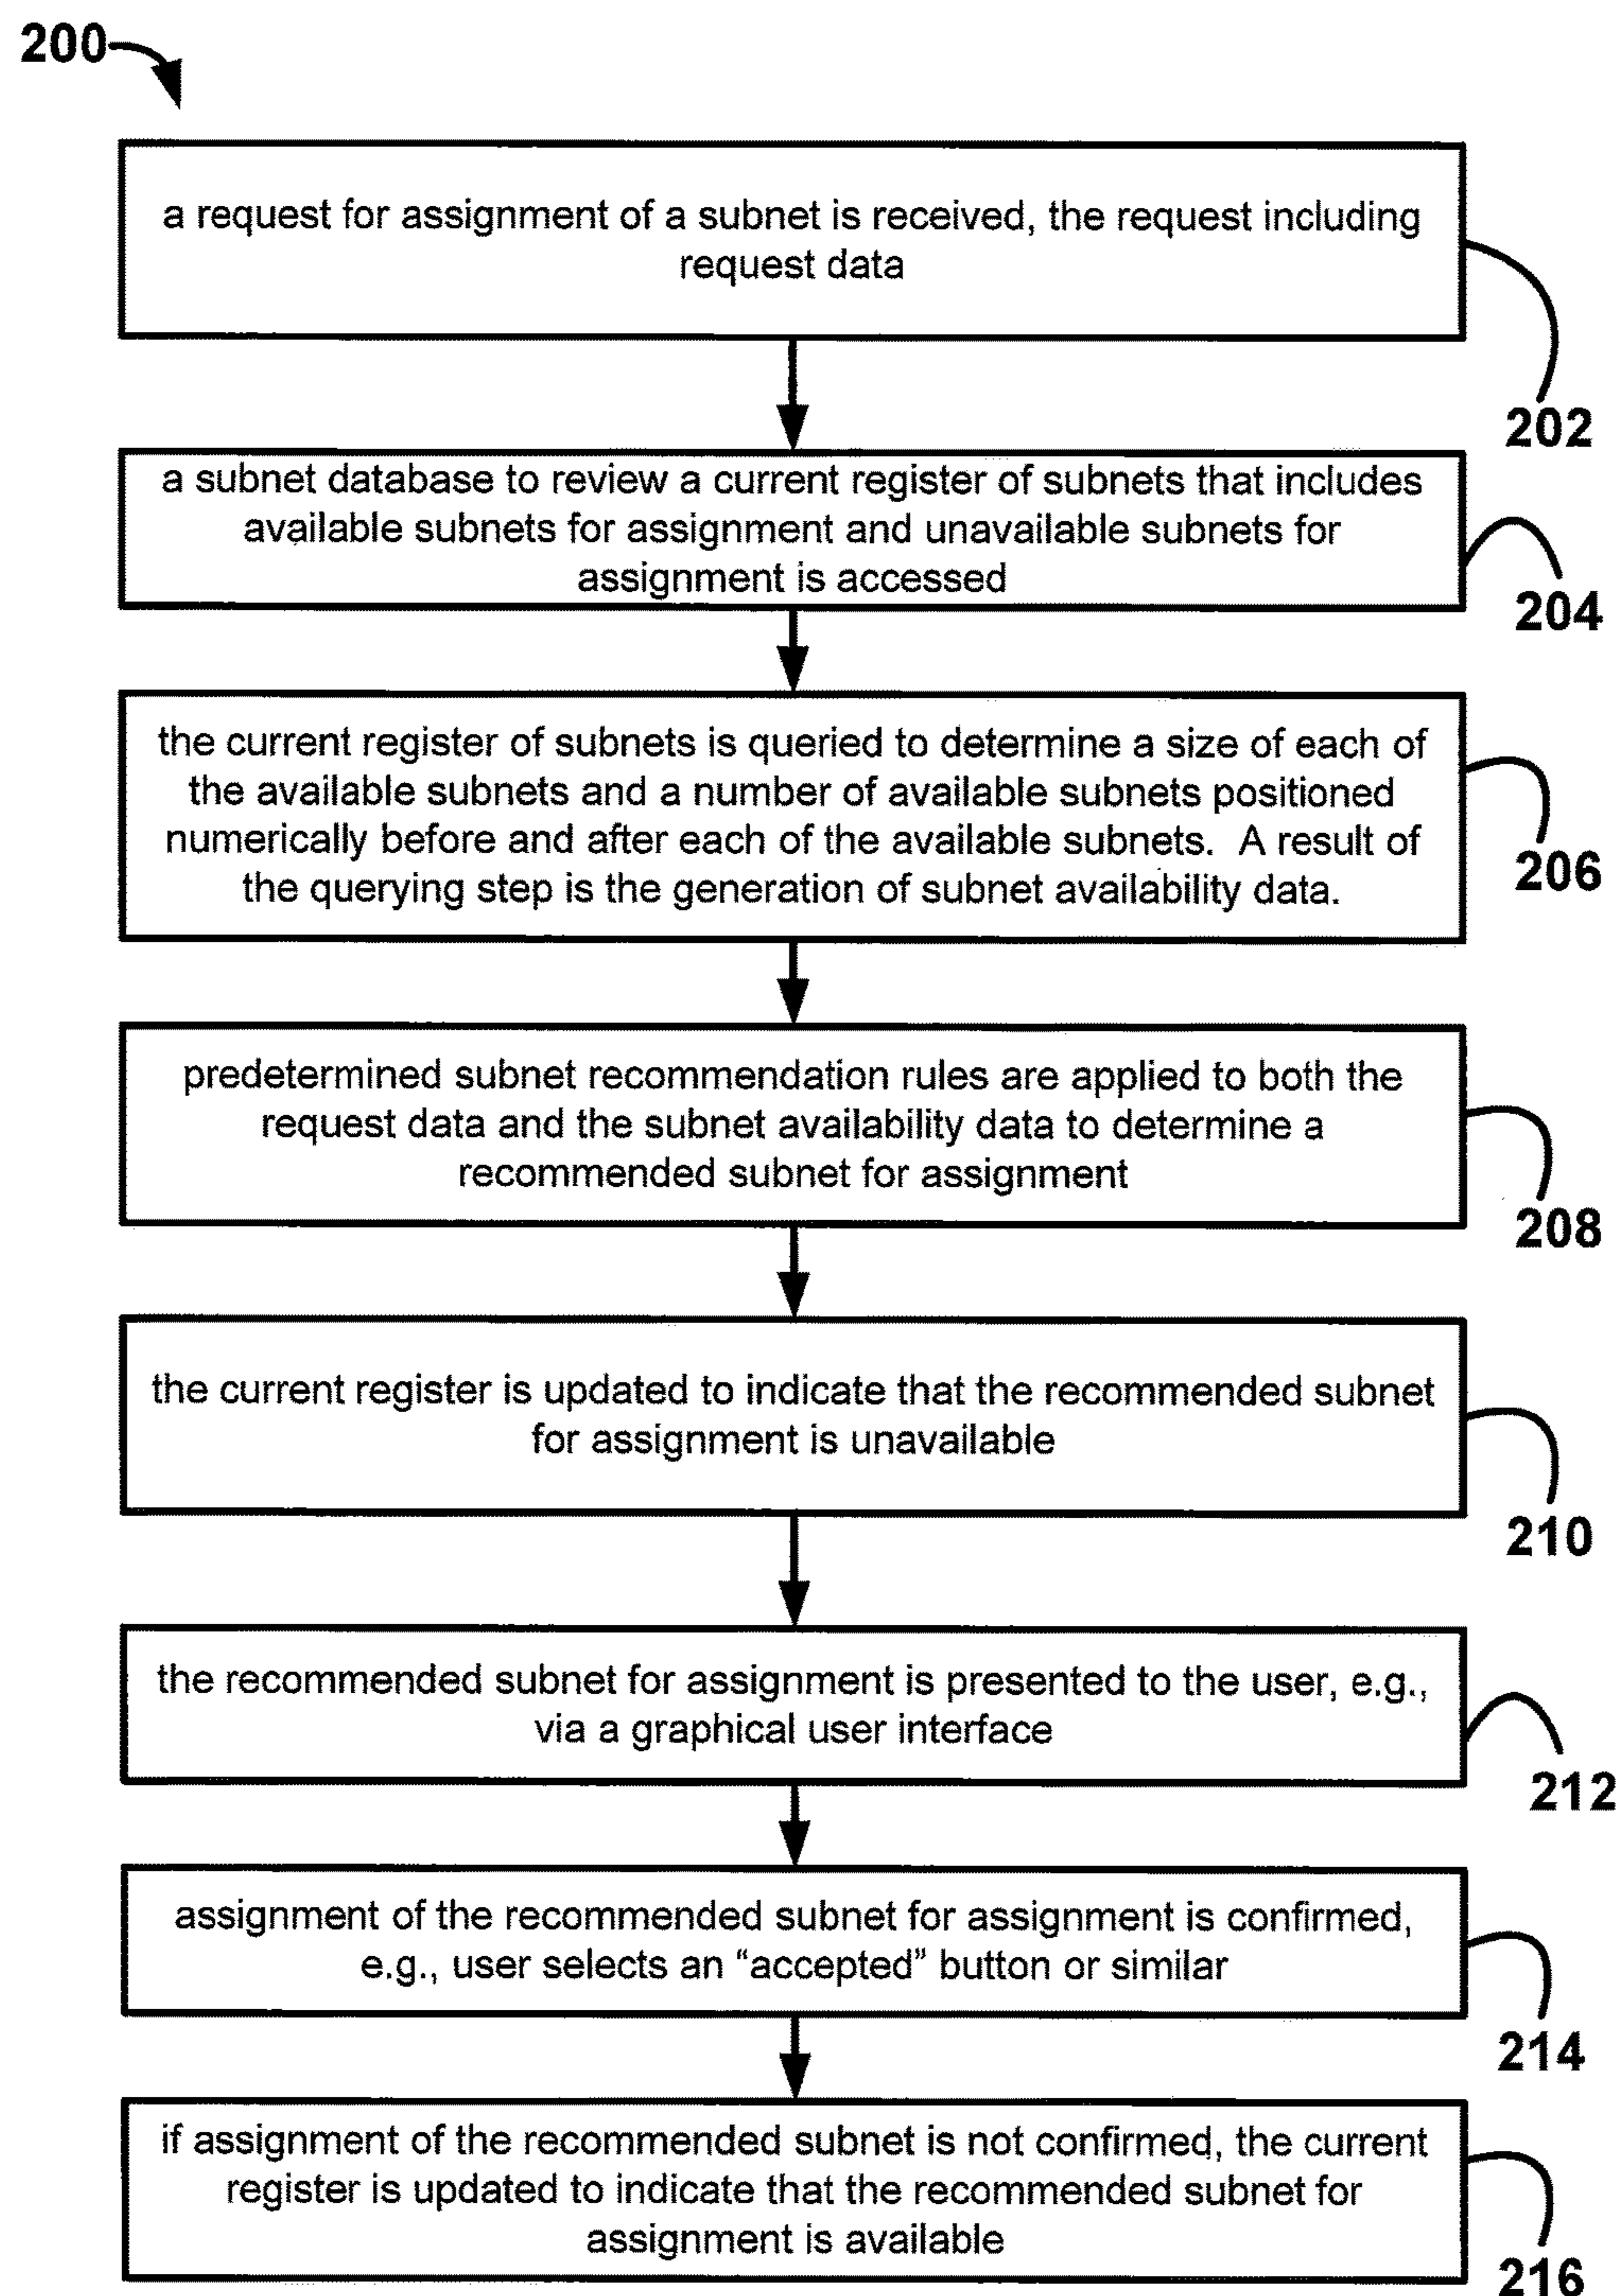 200
a request for assignment of a subnet is received, the request including
request data
202
a subnet database to review a current register of subnets that includes
available subnets for assignment and unavailable subnets for
assignment is accessed
204
the current register of subnets is queried to determine a size of each of
the available subnets and a number of available subnets positioned
numerically before and after each of the available subnets.  A result of
the querying step is the generation of subnet availability data.
206
predetermined subnet recommendation rules are applied to both the
request data and the subnet availability data to determine a
recommended subnet for assignment
208
the current register is updated to indicate that the recommended subnet
for assignment is unavailable
210
the recommended subnet for assignment is presented to the user, e.g.,
via a graphical user interface
212
assignment of the recommended subnet for assignment is confirmed,
e.g., user selects an “accepted” button or similar
214
if assignment of the recommended subnet is not confirmed, the current
register is updated to indicate that the recommended subnet for
assignment is available
216